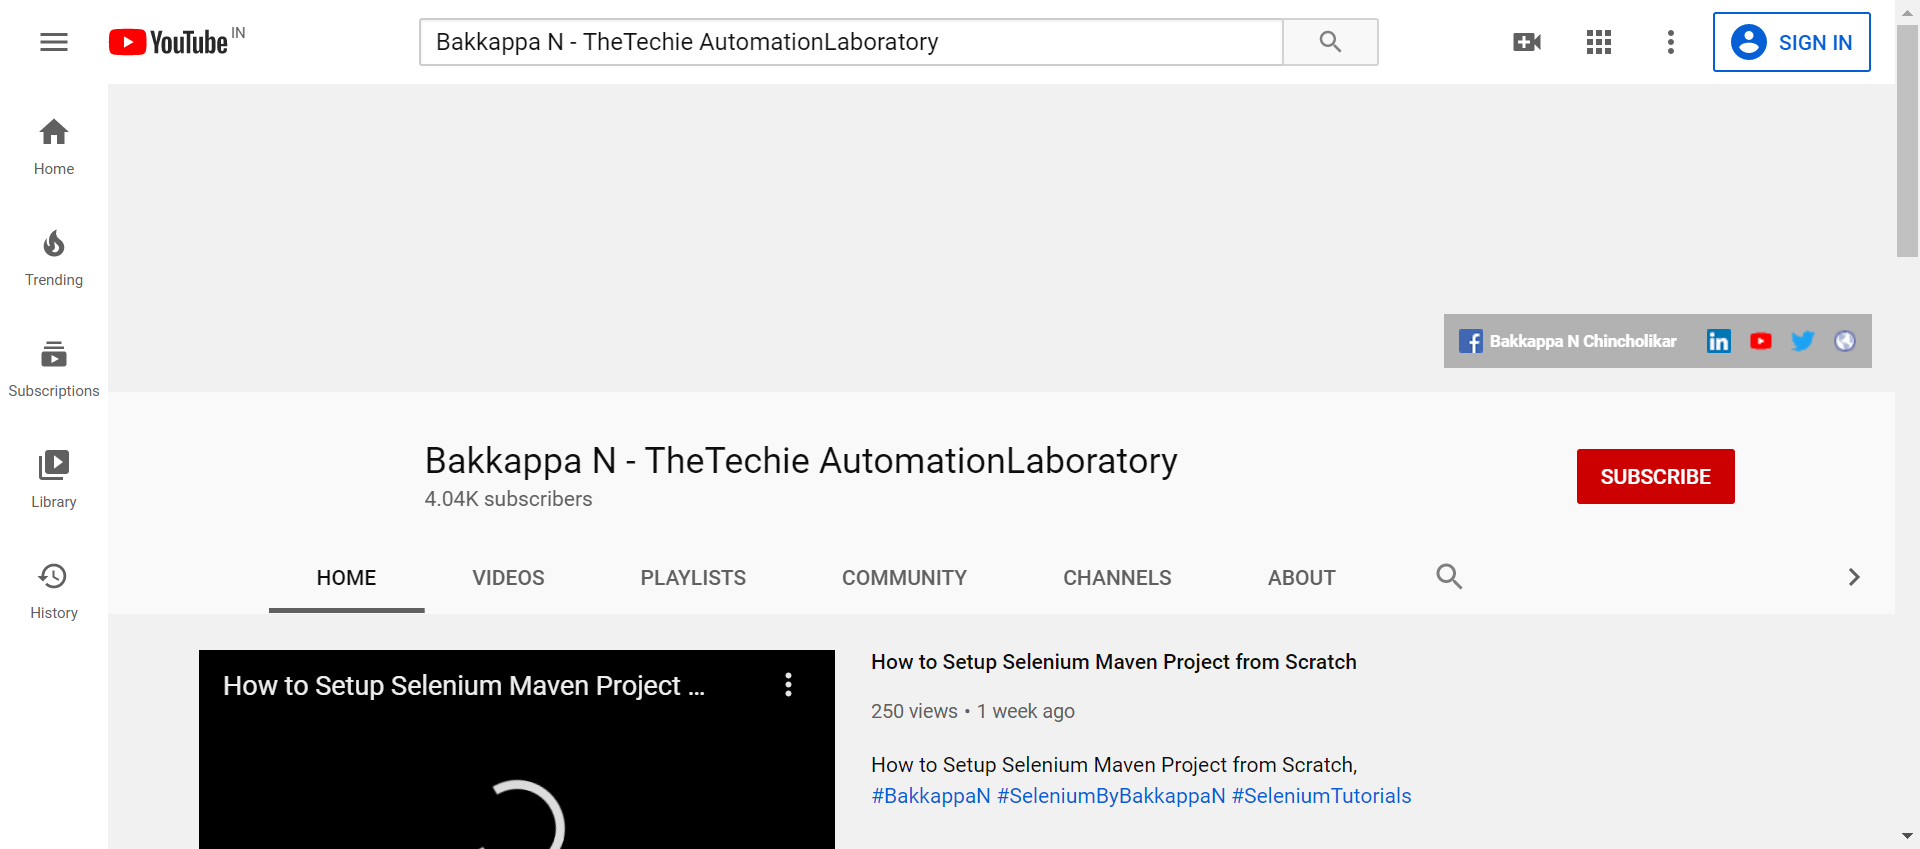 YouTube IN
Bakkappa N - TheTechie AutomationLaboratory
SIGN IN
Home
Trending
Subscriptions
Library
History
Bakkappa N Chincholikar
Bakkappa N - TheTechie AutomationLaboratory
4.04K subscribers
SUBSCRIBE
HOME VIDEOS PLAYLISTS COMMUNITY CHANNELS ABOUT
How to Setup Selenium Maven Project ...
How to Setup Selenium Maven Project from Scratch
250 views • 1 week ago
How to Setup Selenium Maven Project from Scratch,
#BakkappaN #SeleniumByBakkappaN #SeleniumTutorials